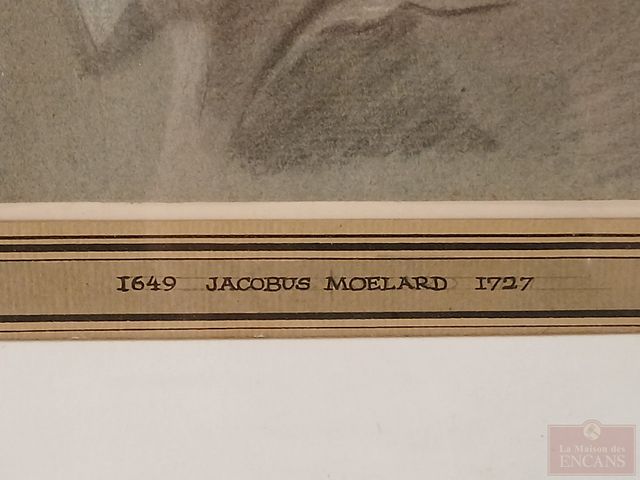 1649 JACOBUS MOELARD 1727
La Maison des
ENCANS